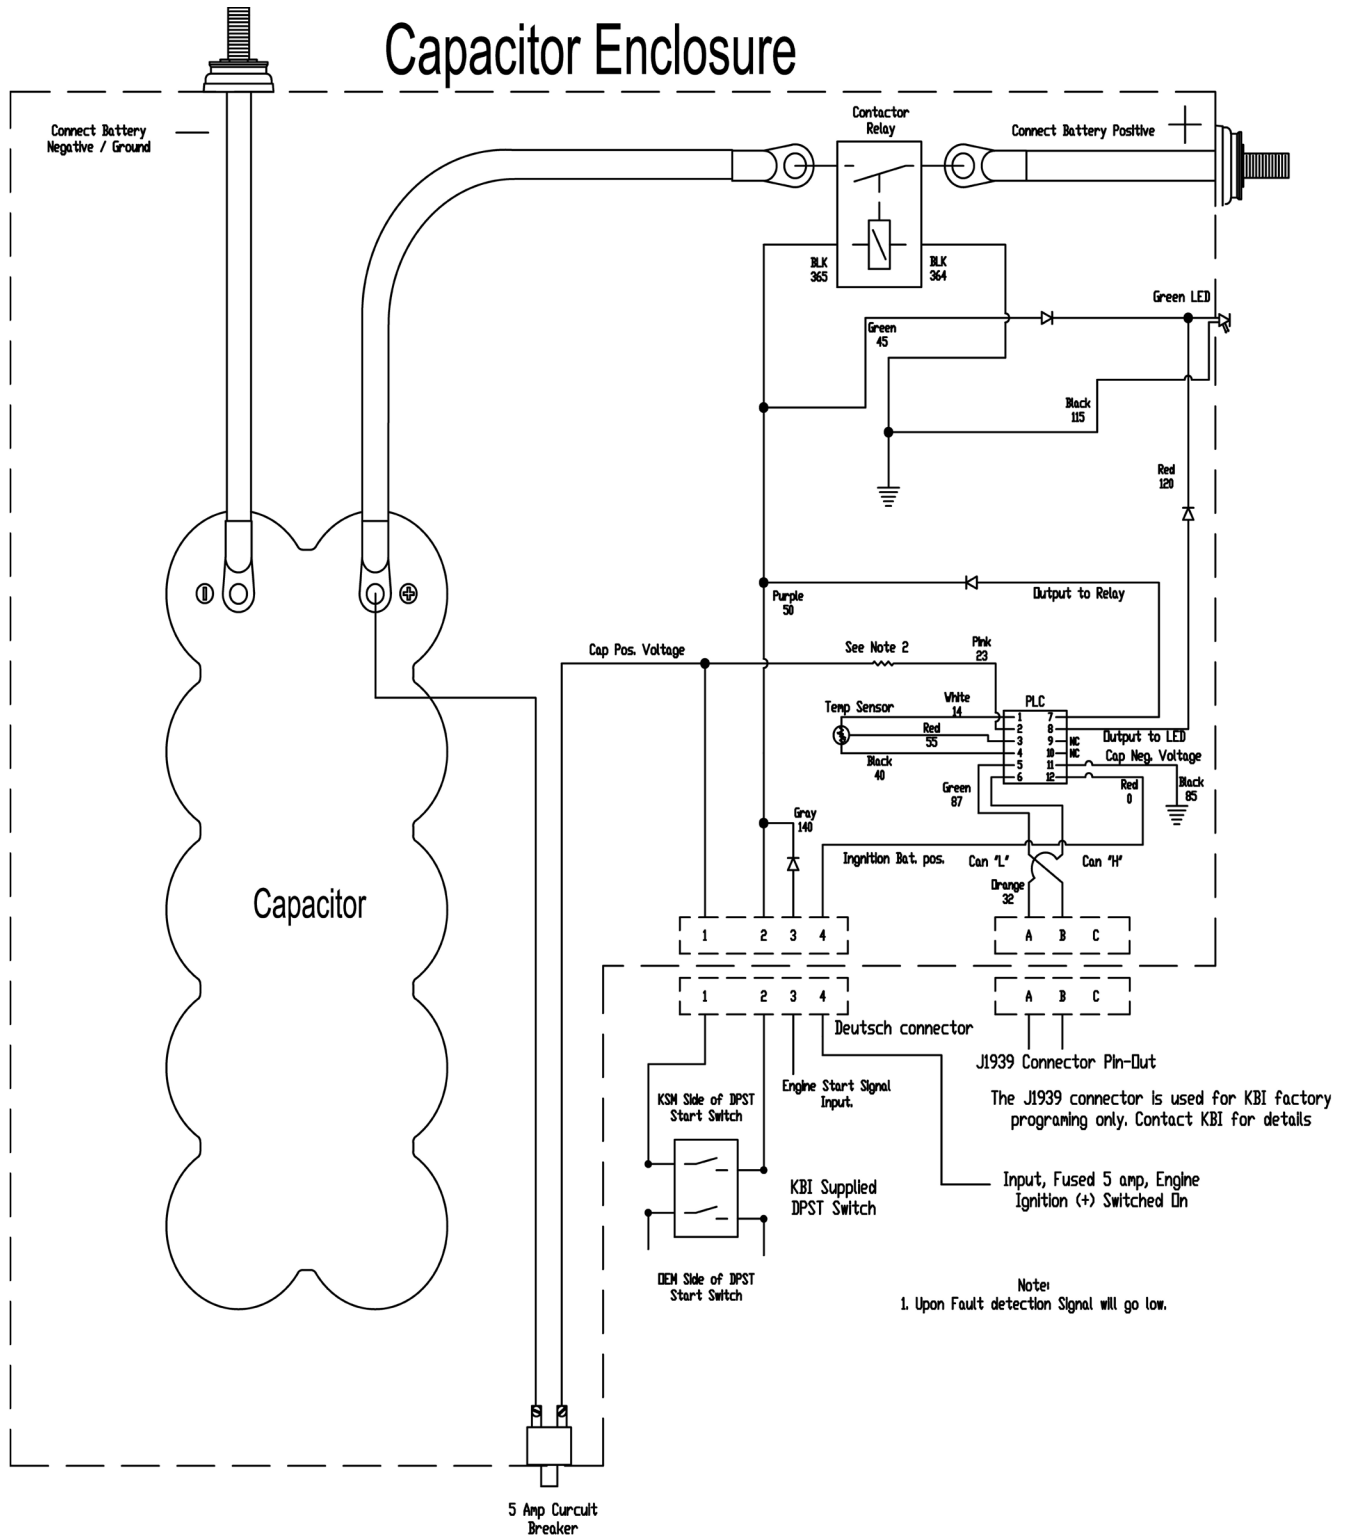 Capacitor Enclosure
Connect Battery
Negative / Ground
Contactor
Relay
Connect Battery Positive
BLK
365
BLK
364
Green LED
Green
45
Black
115
Red
120
Purple
50
Output to Relay
Cap Pos. Voltage
See Note 2
Pink
23
White
14
PLC
Temp Sensor
Red
55
Black
40
1 7
2 8
3 9 NC
4 10 NC
5 11
6 12
Output to LED
Cap Neg. Voltage
Green
87
Red
0
Black
85
Gray
140
Ingnition Bat. pos.
Can "L"
Can "H"
Orange
32
Capacitor
1 2 3 4
A B C
1 2 3 4
A B C
Deutsch connector
J1939 Connector Pin-Out
The J1939 connector is used for KBI factory
programing only. Contact KBI for details
Engine Start Signal
Input.
KSM Side of DPST
Start Switch
KBI Supplied
DPST Switch
Input, Fused 5 amp, Engine
Ignition (+) Switched On
OEM Side of DPST
Start Switch
Note:
1. Upon Fault detection Signal will go low.
5 Amp Curcuit
Breaker